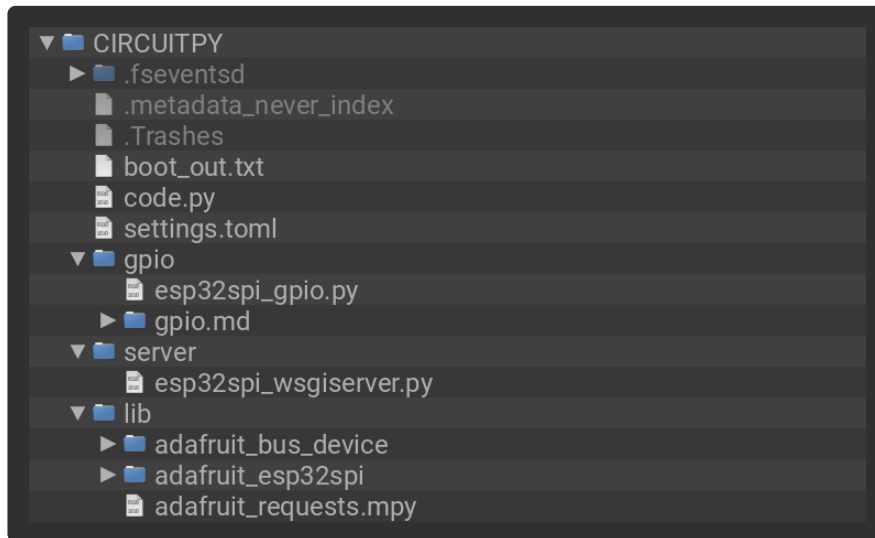 CIRCUITPY
.fseventsd
.metadata_never_index
.Trashes
boot_out.txt
code.py
settings.toml
gpio
esp32spi_gpio.py
gpio.md
server
esp32spi_wsgiserver.py
lib
adafruit_bus_device
adafruit_esp32spi
adafruit_requests.mpy